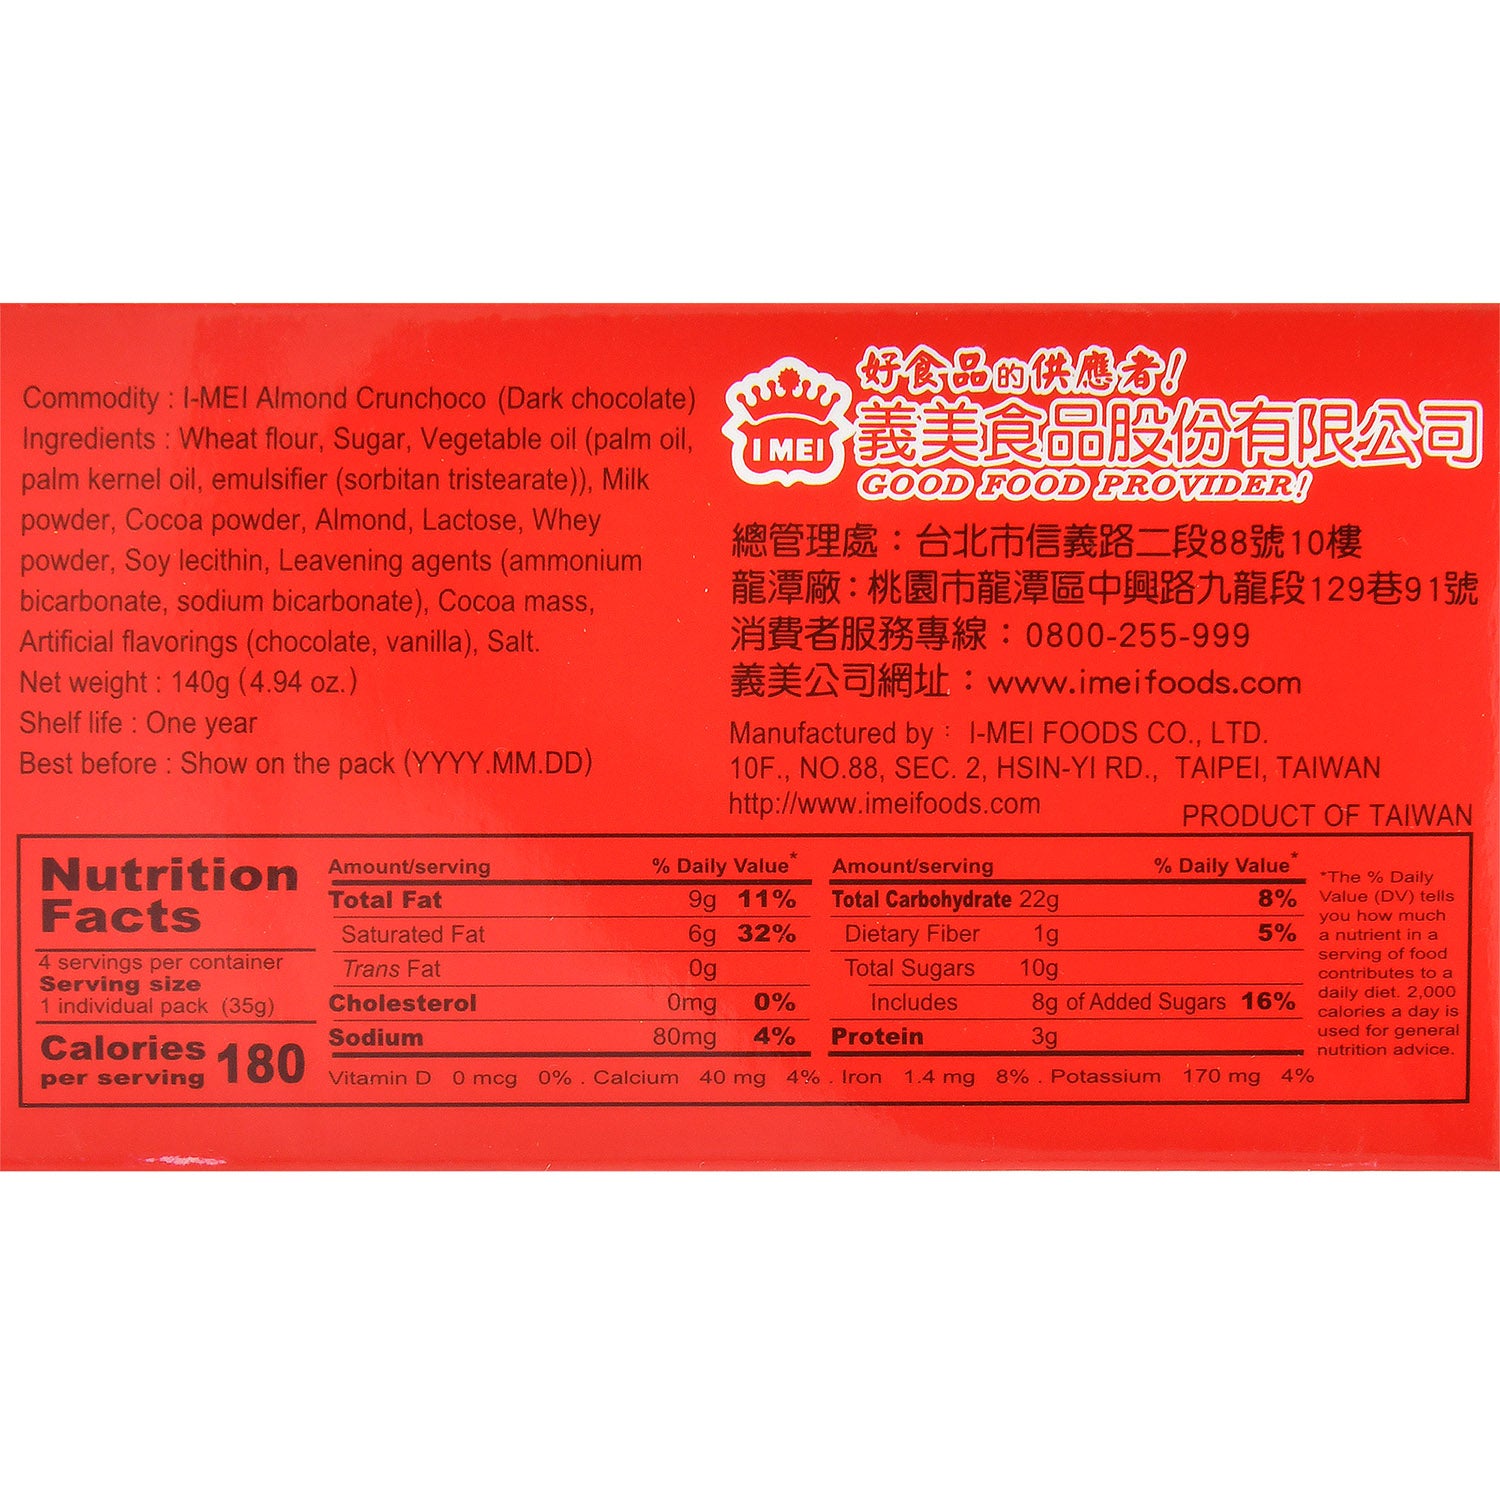 Commodity : I-MEI Almond Crunchoco (Dark chocolate)
Ingredients : Wheat flour, Sugar, Vegetable oil (palm oil,
palm kernel oil, emulsifier (sorbitan tristearate)), Milk
powder, Cocoa powder, Almond, Lactose, Whey
powder, Soy lecithin, Leavening agents (ammonium
bicarbonate, sodium bicarbonate), Cocoa mass,
Artificial flavorings (chocolate, vanilla), Salt.
Net weight : 140g (4.94 oz.)
Shelf life : One year
Best before : Show on the pack (YYYY.MM.DD)
I MEI
好食品的供應者!
義美食品股份有限公司
GOOD FOOD PROVIDER!
總管理處：台北市信義路二段88號10樓
龍潭廠：桃園市龍潭區中興路九龍段129巷91號
消費者服務專線：0800-255-999
義美公司網址：www.imeifoods.com
Manufactured by： I-MEI FOODS CO., LTD.
10F., NO.88, SEC. 2, HSIN-YI RD., TAIPEI, TAIWAN
http://www.imeifoods.com
PRODUCT OF TAIWAN
Nutrition
Facts
4 servings per container
Serving size
1 individual pack (35g)
Calories
per serving 180
Amount/serving % Daily Value*
Total Fat 9g 11%
Saturated Fat 6g 32%
Trans Fat 0g
Cholesterol 0mg 0%
Sodium 80mg 4%
Amount/serving % Daily Value*
Total Carbohydrate 22g 8%
Dietary Fiber 1g 5%
Total Sugars 10g
Includes 8g of Added Sugars 16%
Protein 3g
Vitamin D 0 mcg 0% . Calcium 40 mg 4% . Iron 1.4 mg 8% . Potassium 170 mg 4%
*The % Daily
Value (DV) tells
you how much
a nutrient in a
serving of food
contributes to a
daily diet. 2,000
calories a day is
used for general
nutrition advice.